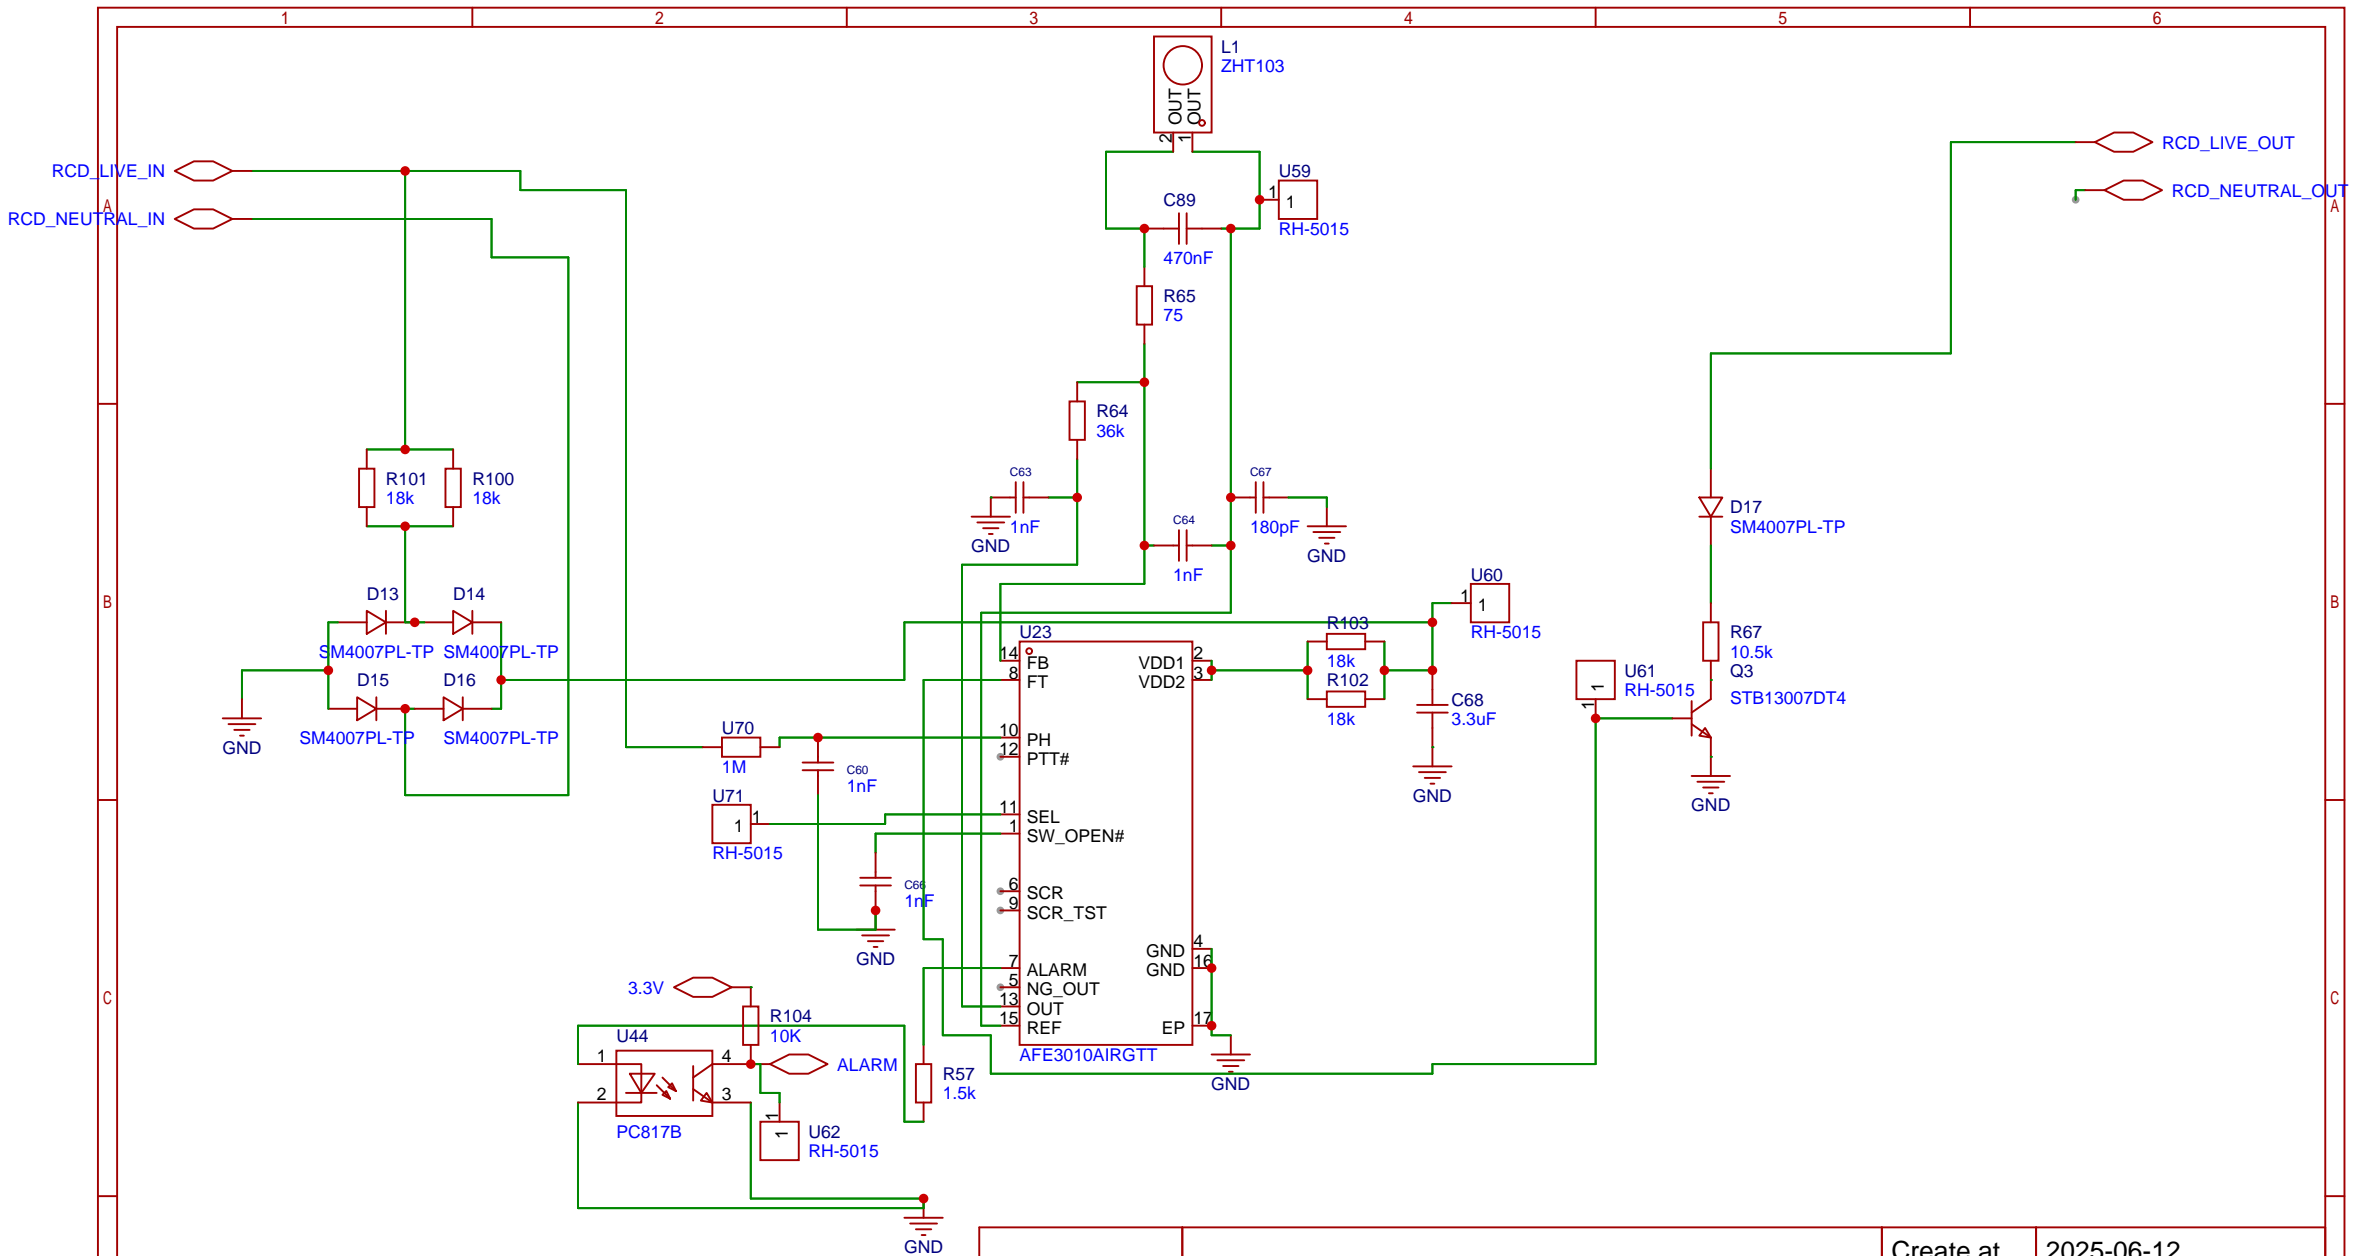 1
2
3
4
5
6
L1
ZHT103
OUT
OUT
2
1
RCD_LIVE_IN
RCD_NEUTRAL_IN
A
RCD_LIVE_OUT
RCD_NEUTRAL_OUT
A
U59
1
1
RH-5015
C89
470nF
R65
75
R64
36k
C63
1nF
GND
C67
180pF
GND
C64
1nF
R101
18k
R100
18k
D17
SM4007PL-TP
B
B
D13
D14
SM4007PL-TP
SM4007PL-TP
D15
D16
SM4007PL-TP
SM4007PL-TP
GND
U60
1
1
RH-5015
R103
18k
R102
18k
C68
3.3uF
GND
R67
10.5k
Q3
STB13007DT4
GND
U61
RH-5015
1
1
U23
14
FB
8
FT
10
PH
12
PTT#
11
SEL
1
SW_OPEN#
6
SCR
9
SCR_TST
7
ALARM
5
NG_OUT
13
OUT
15
REF
VDD1
2
VDD2
3
GND
4
GND
16
EP
17
AFE3010AIRGTT
GND
U70
1M
C60
1nF
U71
1
1
RH-5015
C66
1nF
GND
C
C
3.3V
R104
10K
U44
1
2
4
3
PC817B
ALARM
U62
RH-5015
1
1
R57
1.5k
GND
Create at
2025-06-12